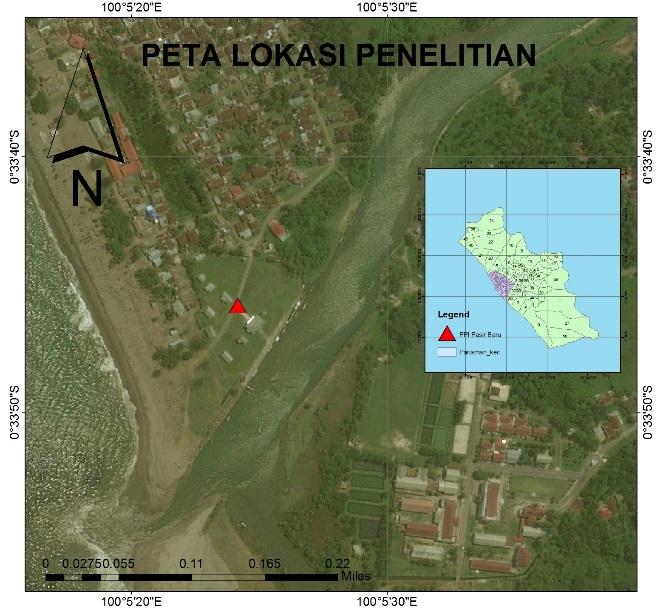 100°5'20"E 100°5'30"E
PETA LOKASI PENELITIAN
0°33'40"S 0°33'40"S
N
Legend
PPI Pasir Baru
Pariaman_kec
0°33'50"S 0°33'50"S
0 0.0275 0.055 0.11 0.165 0.22
Miles
100°5'20"E 100°5'30"E